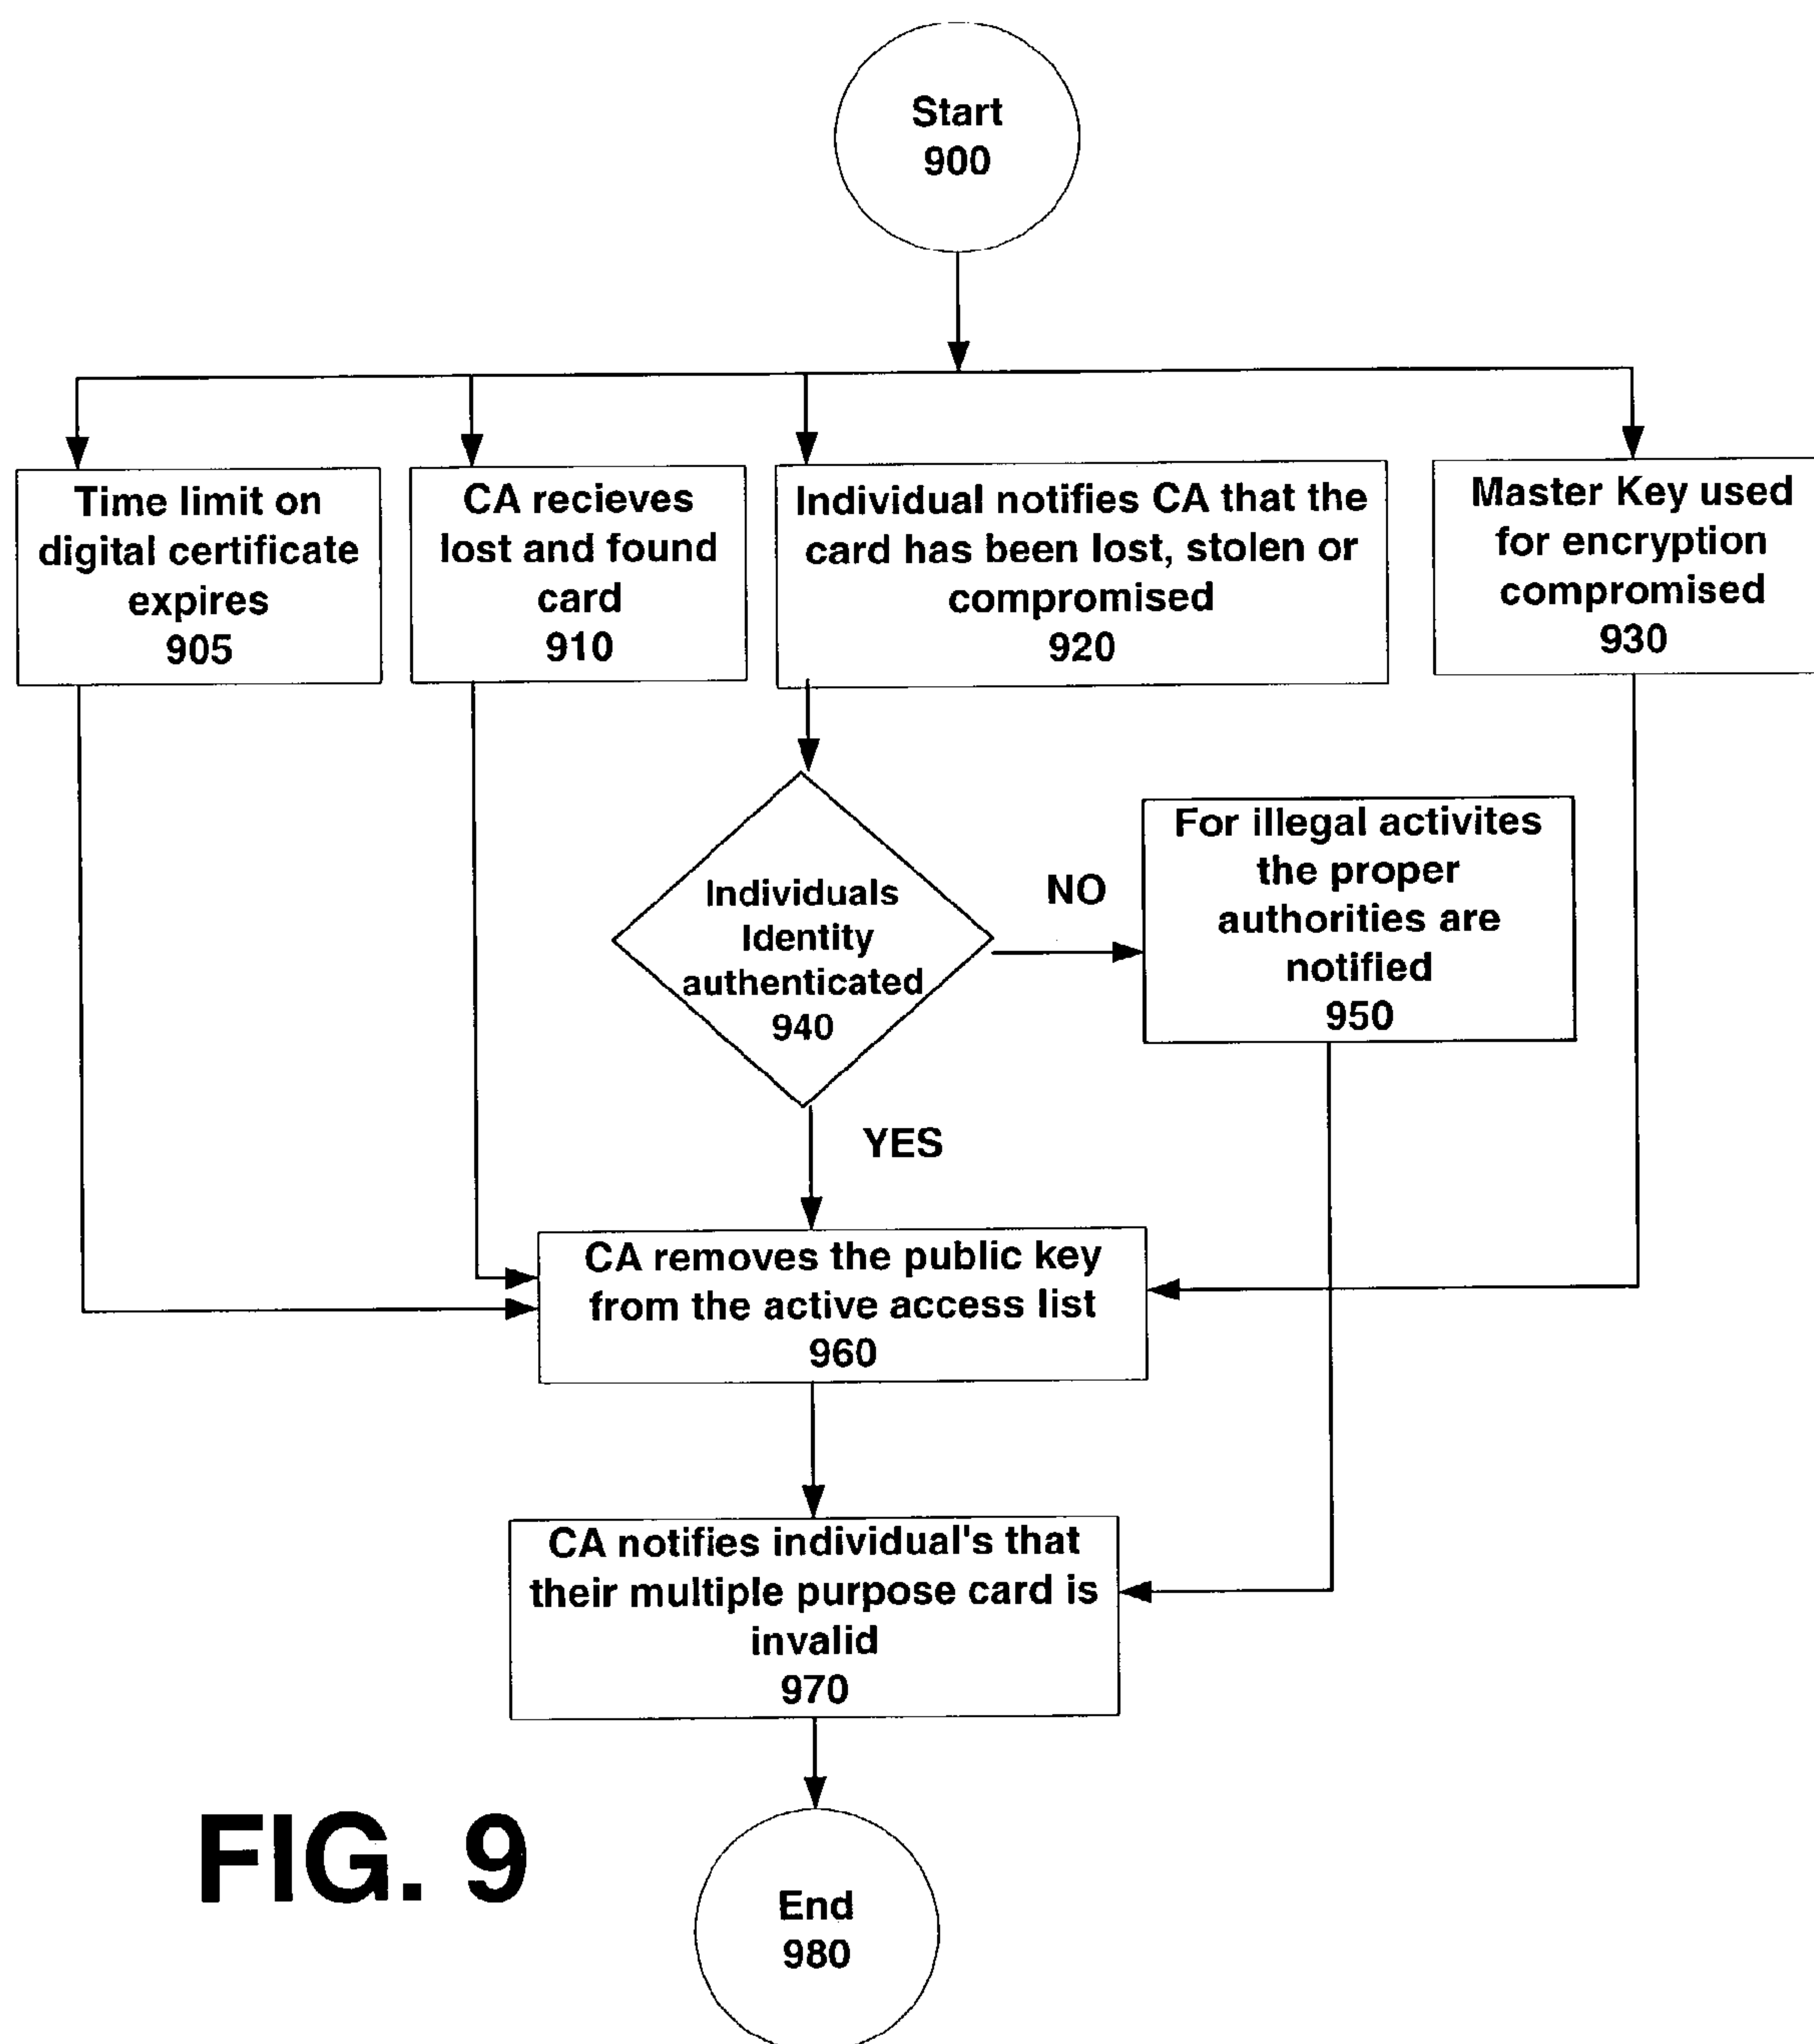 Start
900
Time limit on
digital certificate
expires
905
CA recieves
lost and found
card
910
Individual notifies CA that the
card has been lost, stolen or
compromised
920
Master Key used
for encryption
compromised
930
Individuals
Identity
authenticated
940
NO
For illegal activites
the proper
authorities are
notified
950
YES
CA removes the public key
from the active access list
960
CA notifies individual's that
their multiple purpose card is
invalid
970
FIG. 9
End
980